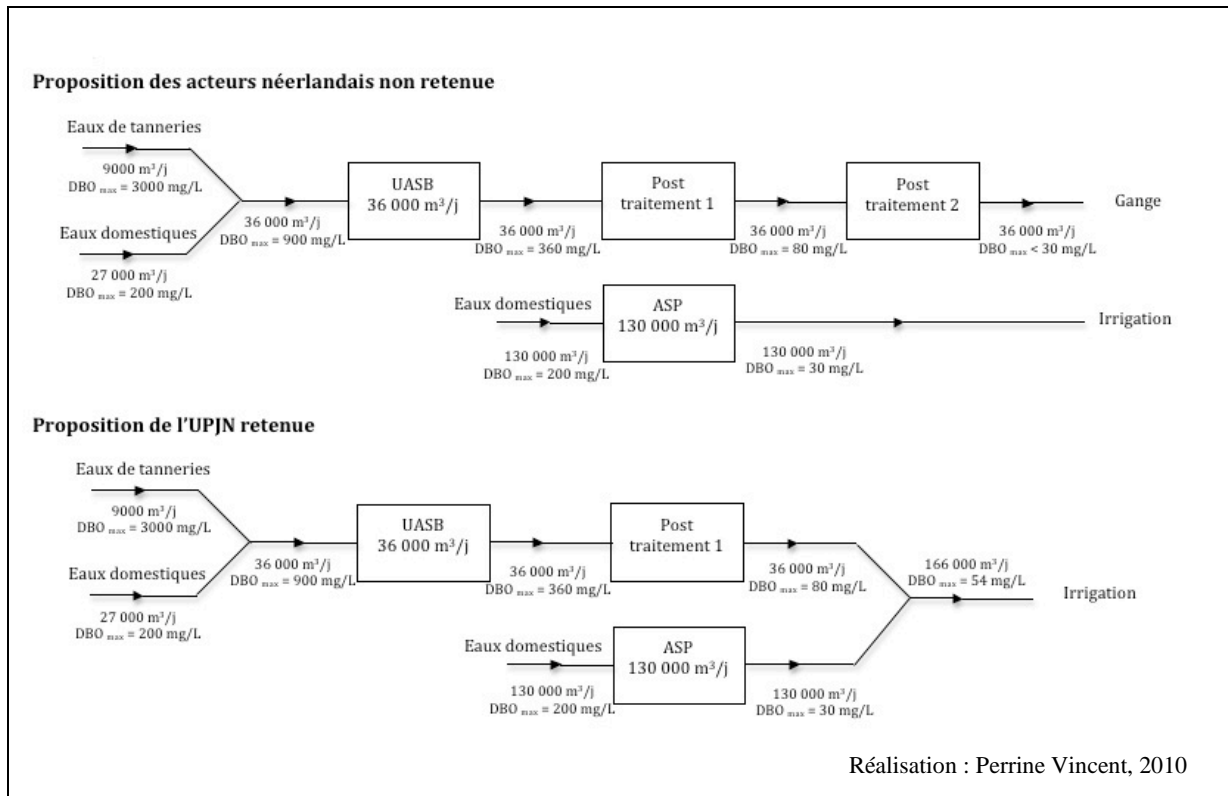 Proposition des acteurs néerlandais non retenue
Eaux de tanneries
9000 m³/j
DBO max = 3000 mg/L
Eaux domestiques
27 000 m³/j
DBO max = 200 mg/L
36 000 m³/j
DBO max = 900 mg/L
UASB
36 000 m³/j
36 000 m³/j
DBO max = 360 mg/L
Post
traitement 1
36 000 m³/j
DBO max = 80 mg/L
Post
traitement 2
36 000 m³/j
DBO max < 30 mg/L
Gange
Eaux domestiques
130 000 m³/j
DBO max = 200 mg/L
ASP
130 000 m³/j
130 000 m³/j
DBO max = 30 mg/L
Irrigation
Proposition de l'UPJN retenue
Eaux de tanneries
9000 m³/j
DBO max = 3000 mg/L
Eaux domestiques
27 000 m³/j
DBO max = 200 mg/L
36 000 m³/j
DBO max = 900 mg/L
UASB
36 000 m³/j
36 000 m³/j
DBO max = 360 mg/L
Post
traitement 1
36 000 m³/j
DBO max = 80 mg/L
Eaux domestiques
130 000 m³/j
DBO max = 200 mg/L
ASP
130 000 m³/j
130 000 m³/j
DBO max = 30 mg/L
166 000 m³/j
DBO max = 54 mg/L
Irrigation
Réalisation : Perrine Vincent, 2010